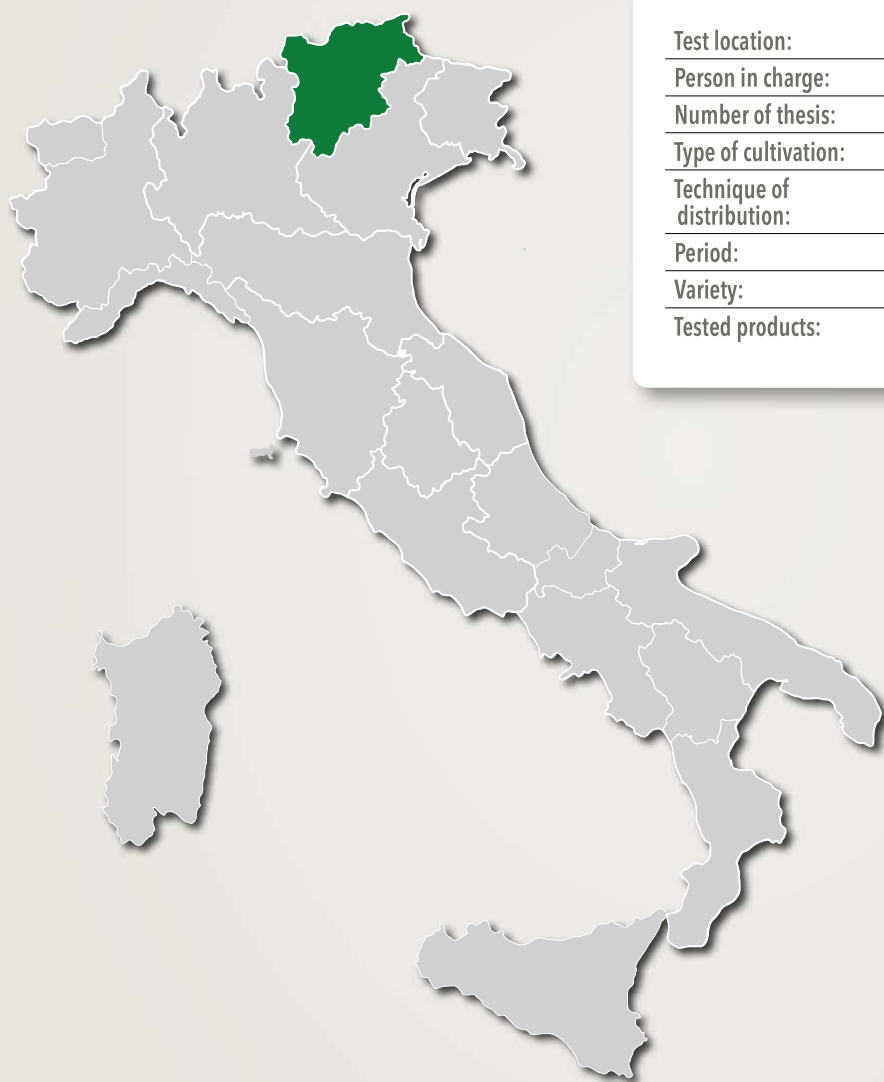 Test location:
Person in charge:
Number of thesis:
Type of cultivation:
Technique of
distribution:
Period:
Variety:
Tested products: